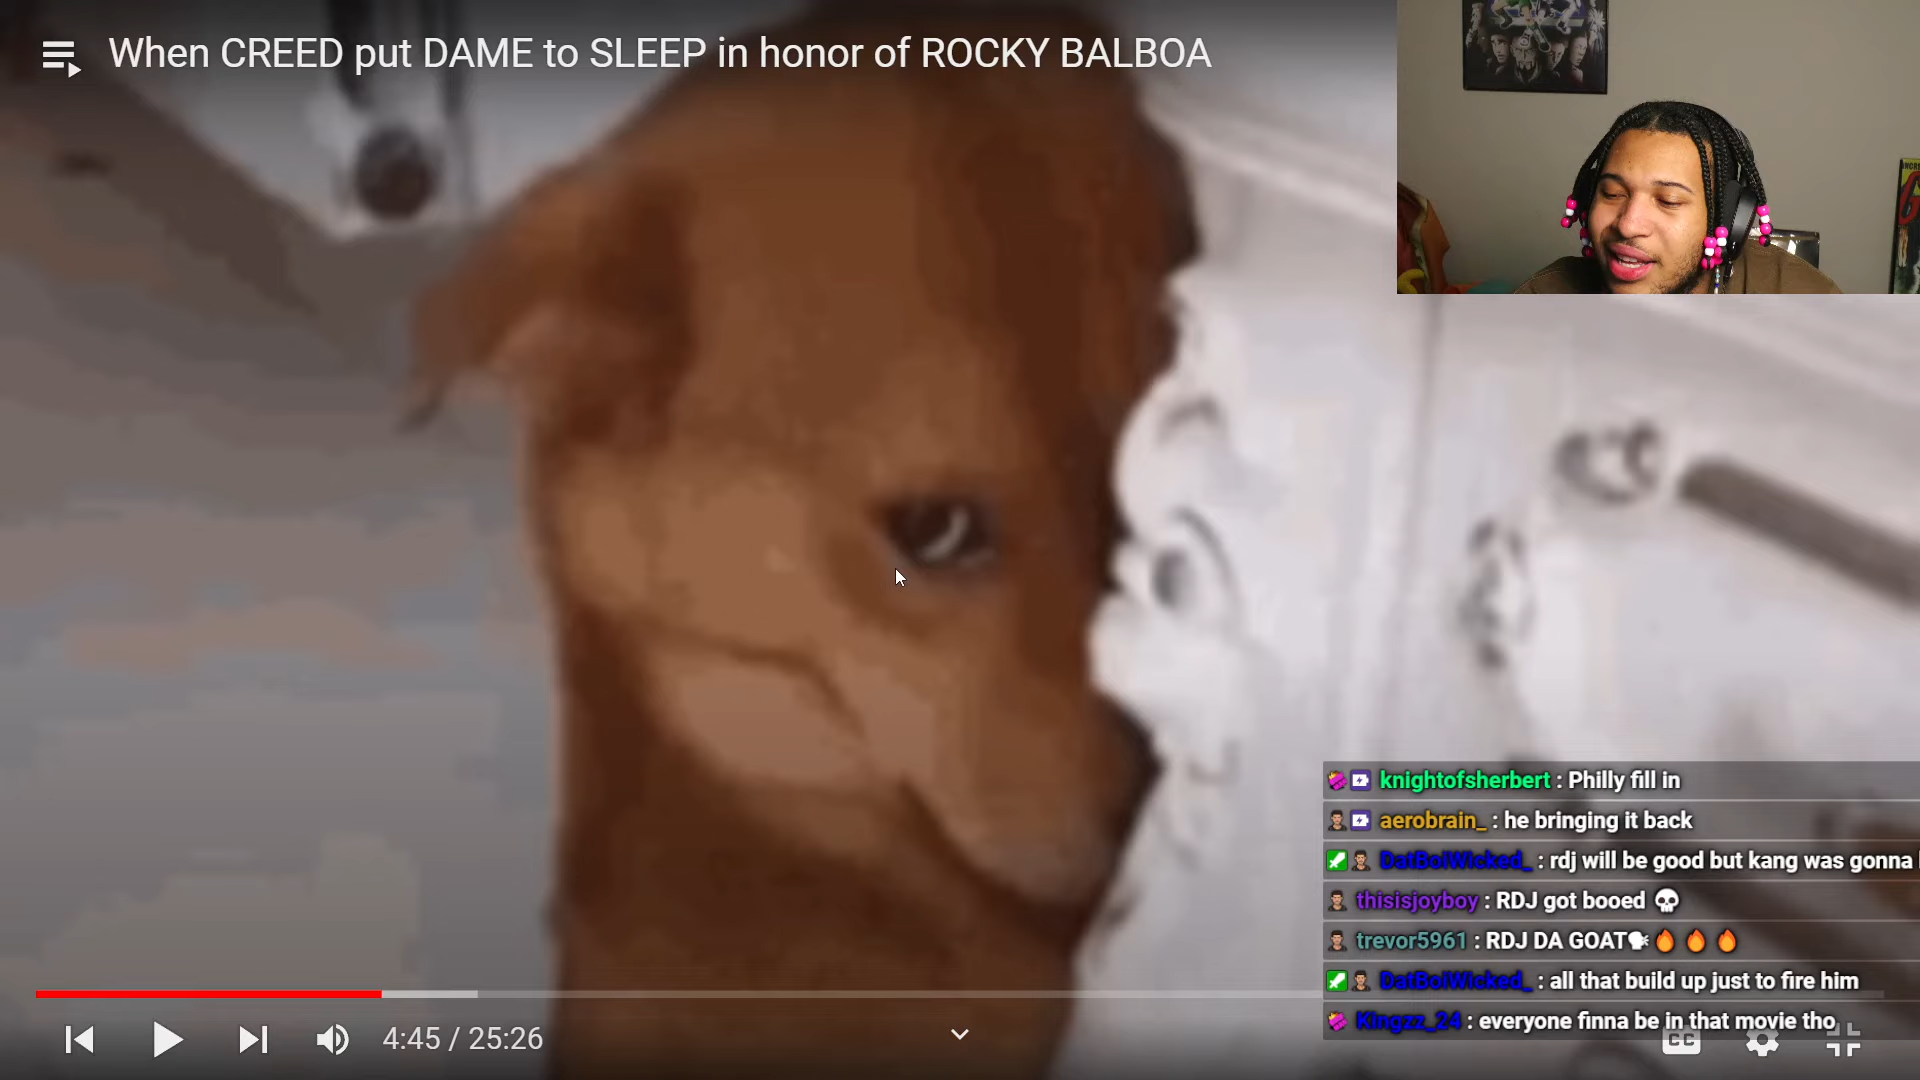 When CREED put DAME to SLEEP in honor of ROCKY BALBOA
knightofsherbert : Philly fill in
aerobrain_ : he bringing it back
DatBoiWicked_ : rdj will be good but kang was gonna
thisisjoyboy : RDJ got booed 💀
trevor5961 : RDJ DA GOAT🗣🔥🔥🔥
DatBoiWicked_ : all that build up just to fire him
Kingzz_24 : everyone finna be in that movie tho
4:45 / 25:26
CC